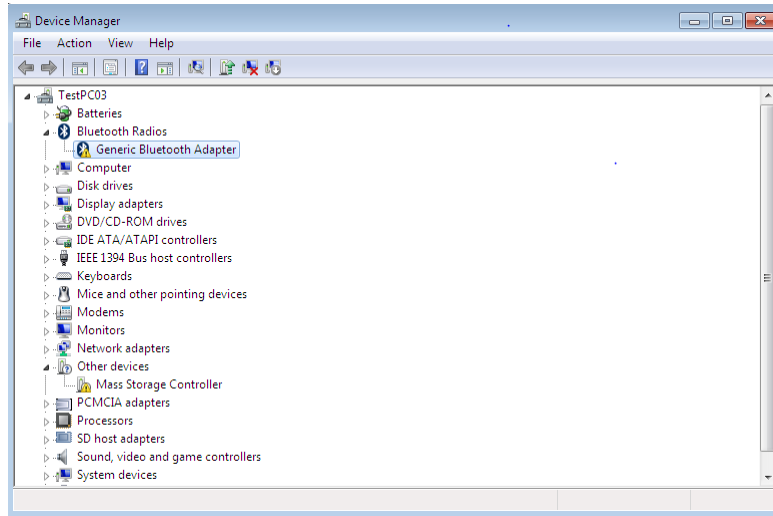 Device Manager
File Action View Help
TestPC03
Batteries
Bluetooth Radios
Generic Bluetooth Adapter
Computer
Disk drives
Display adapters
DVD/CD-ROM drives
IDE ATA/ATAPI controllers
IEEE 1394 Bus host controllers
Keyboards
Mice and other pointing devices
Modems
Monitors
Network adapters
Other devices
Mass Storage Controller
PCMCIA adapters
Processors
SD host adapters
Sound, video and game controllers
System devices